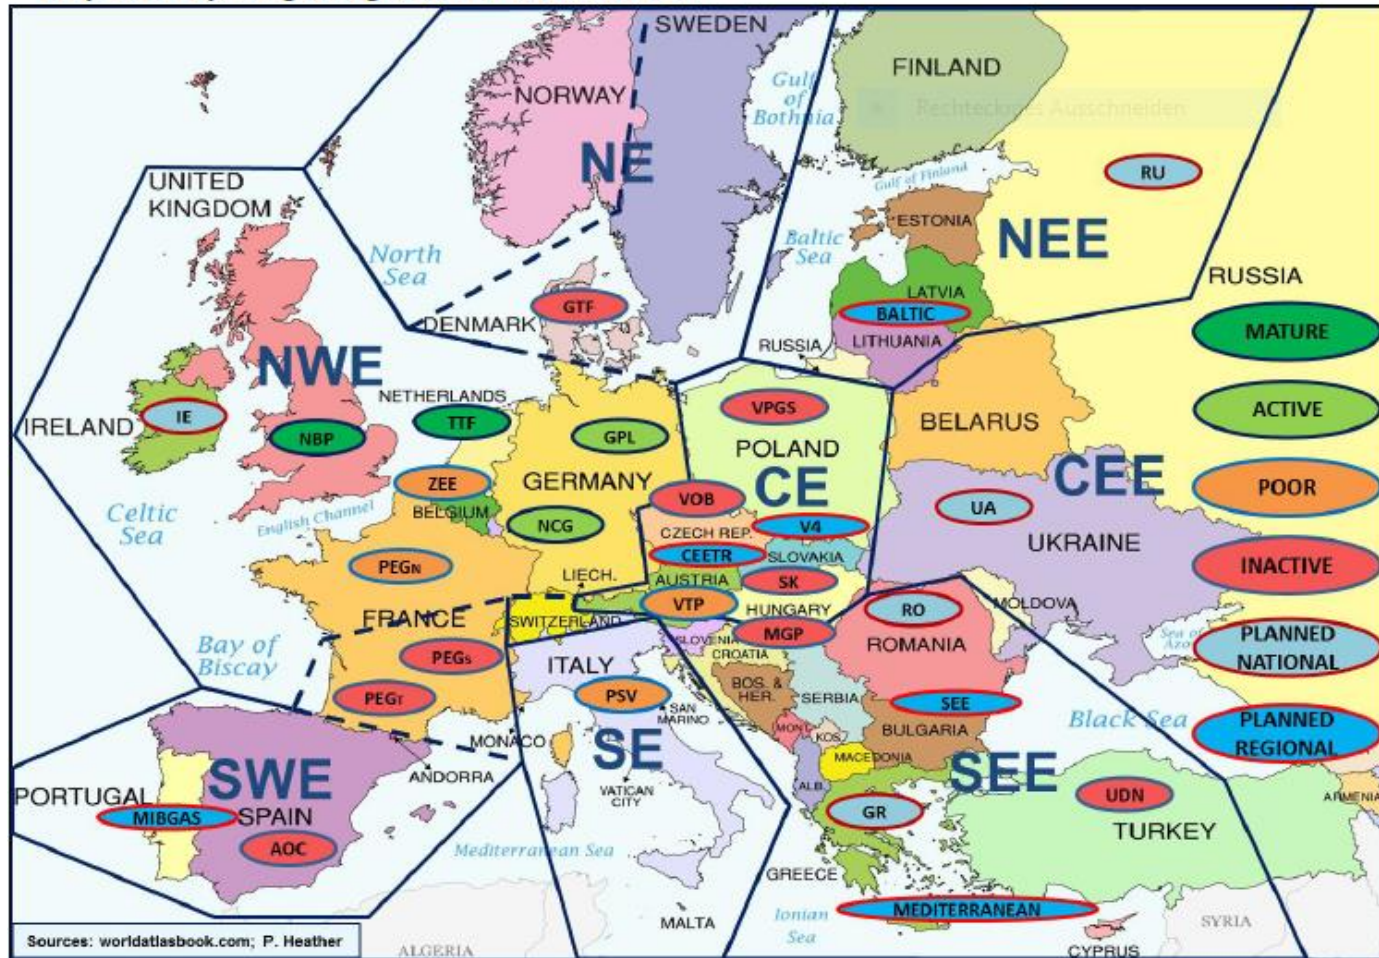 SWEDEN
FINLAND
NORWAY
Gulf
of
Bothnia
Rechteckiges Ausschneiden
NE
RU
Gulf of Finland
UNITED
KINGDOM
ESTONIA
NEE
North
Sea
Baltic
Sea
RUSSIA
LATVIA
GTF
BALTIC
DENMARK
LITHUANIA
MATURE
RUSSIA
NWE
NETHERLANDS
TTF
VPGS
BELARUS
ACTIVE
IE
IRELAND
NBP
GPL
POLAND
ZEE
GERMANY
CE
CEE
POOR
VOB
BELGIUM
Celtic
Sea
English Channel
NCG
CZECH REP.
V4
UA
UKRAINE
CEETR
SLOVAKIA
PEGN
LIECH.
AUSTRIA
SK
INACTIVE
FRANCE
VTP
HUNGARY
RO
MOLDOVA
SWITZERLAND
MGP
ROMANIA
Sea of
Azov
PLANNED
NATIONAL
Bay of
Biscay
PEGS
SLOVENIA
CROATIA
ITALY
PEGT
PSV
BOS. &
HER.
SERBIA
SEE
SAN
MARINO
Black Sea
PLANNED
REGIONAL
MONT.
KOS.
BULGARIA
MONACO
SE
MACEDONIA
SEE
ANDORRA
SWE
VATICAN
CITY
ALB.
UDN
ARMENIA
PORTUGAL
MIBGAS
SPAIN
GR
TURKEY
AOC
Mediterranean Sea
GREECE
MEDITERRANEAN
MALTA
Ionian
Sea
SYRIA
Sources: worldatlasbook.com; P. Heather
ALGERIA
CYPRUS